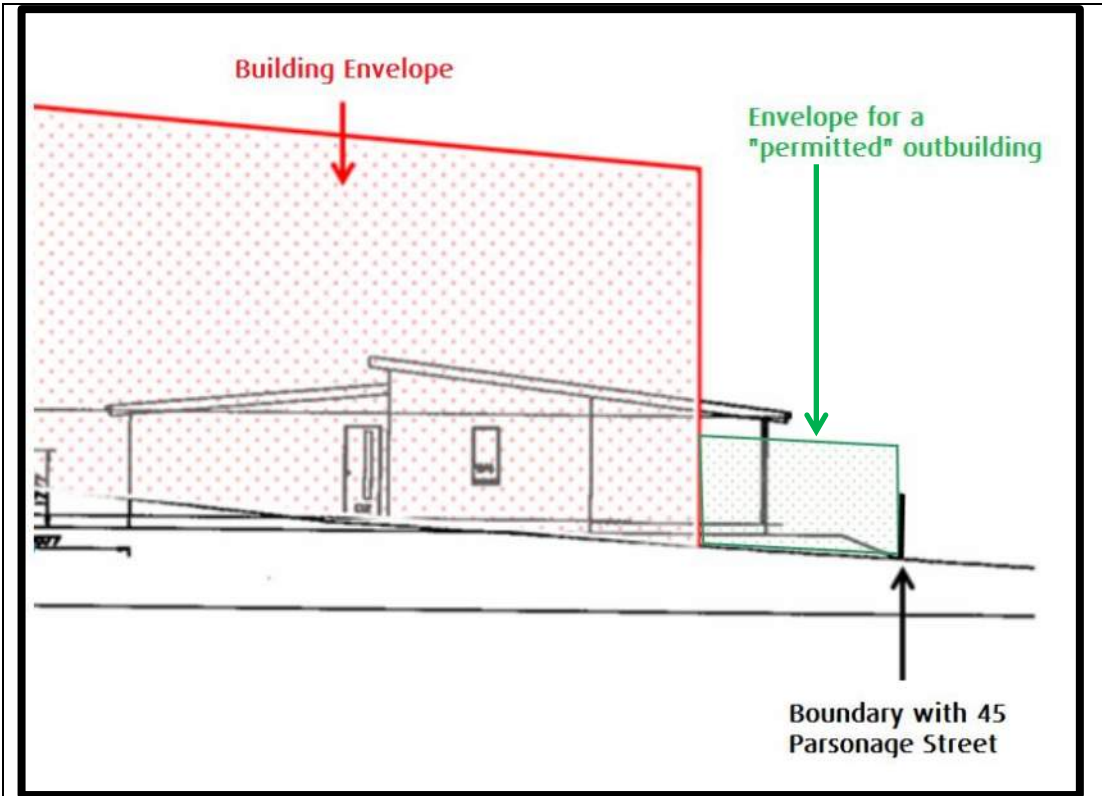 Building Envelope
Envelope for a
"permitted" outbuilding
Boundary with 45
Parsonage Street